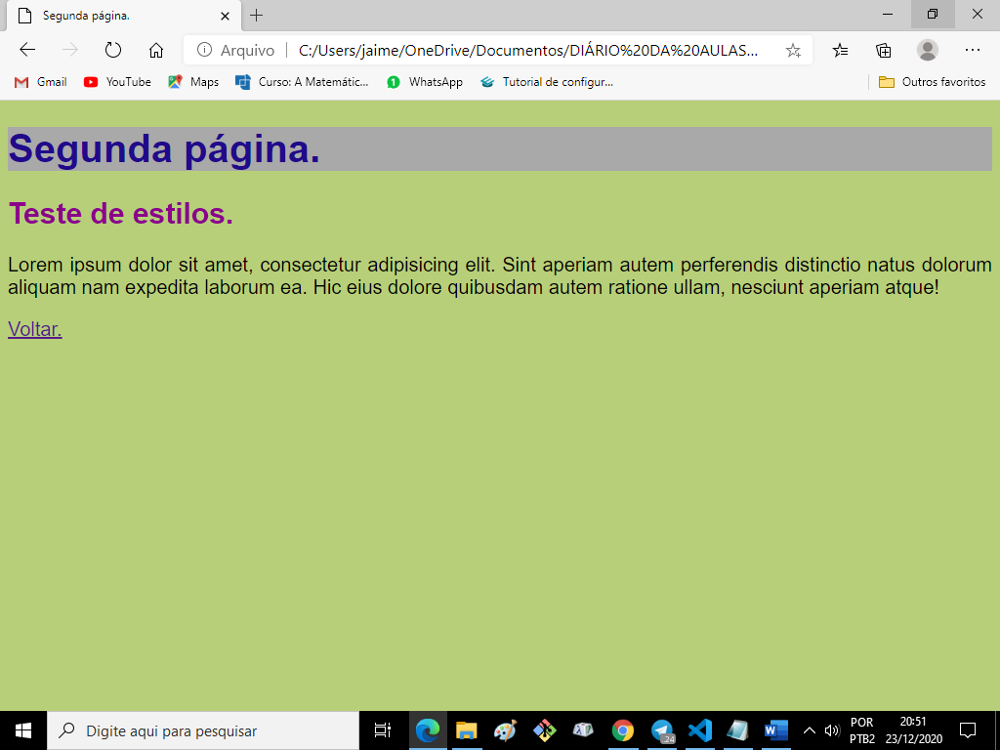 Segunda página.
Arquivo C:/Users/jaime/OneDrive/Documentos/DIÁRIO%20DA%20AULAS...
Gmail YouTube Maps Curso: A Matemátic... 1 WhatsApp Tutorial de configur... Outros favoritos
Segunda página.
Teste de estilos.
Lorem ipsum dolor sit amet, consectetur adipisicing elit. Sint aperiam autem perferendis distinctio natus dolorum
aliquam nam expedita laborum ea. Hic eius dolore quibusdam autem ratione ullam, nesciunt aperiam atque!
Voltar.
Digite aqui para pesquisar .24 POR 20:51
PTB2 23/12/2020